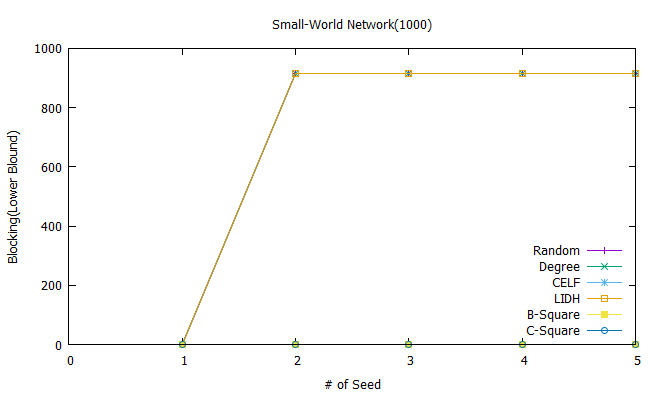 Small-World Network(1000)
1000
800
600
400
200
0
Blocking(Lower Blound)
Random
Degree
CELF
LIDH
B-Square
C-Square
0 1 2 3 4 5
# of Seed